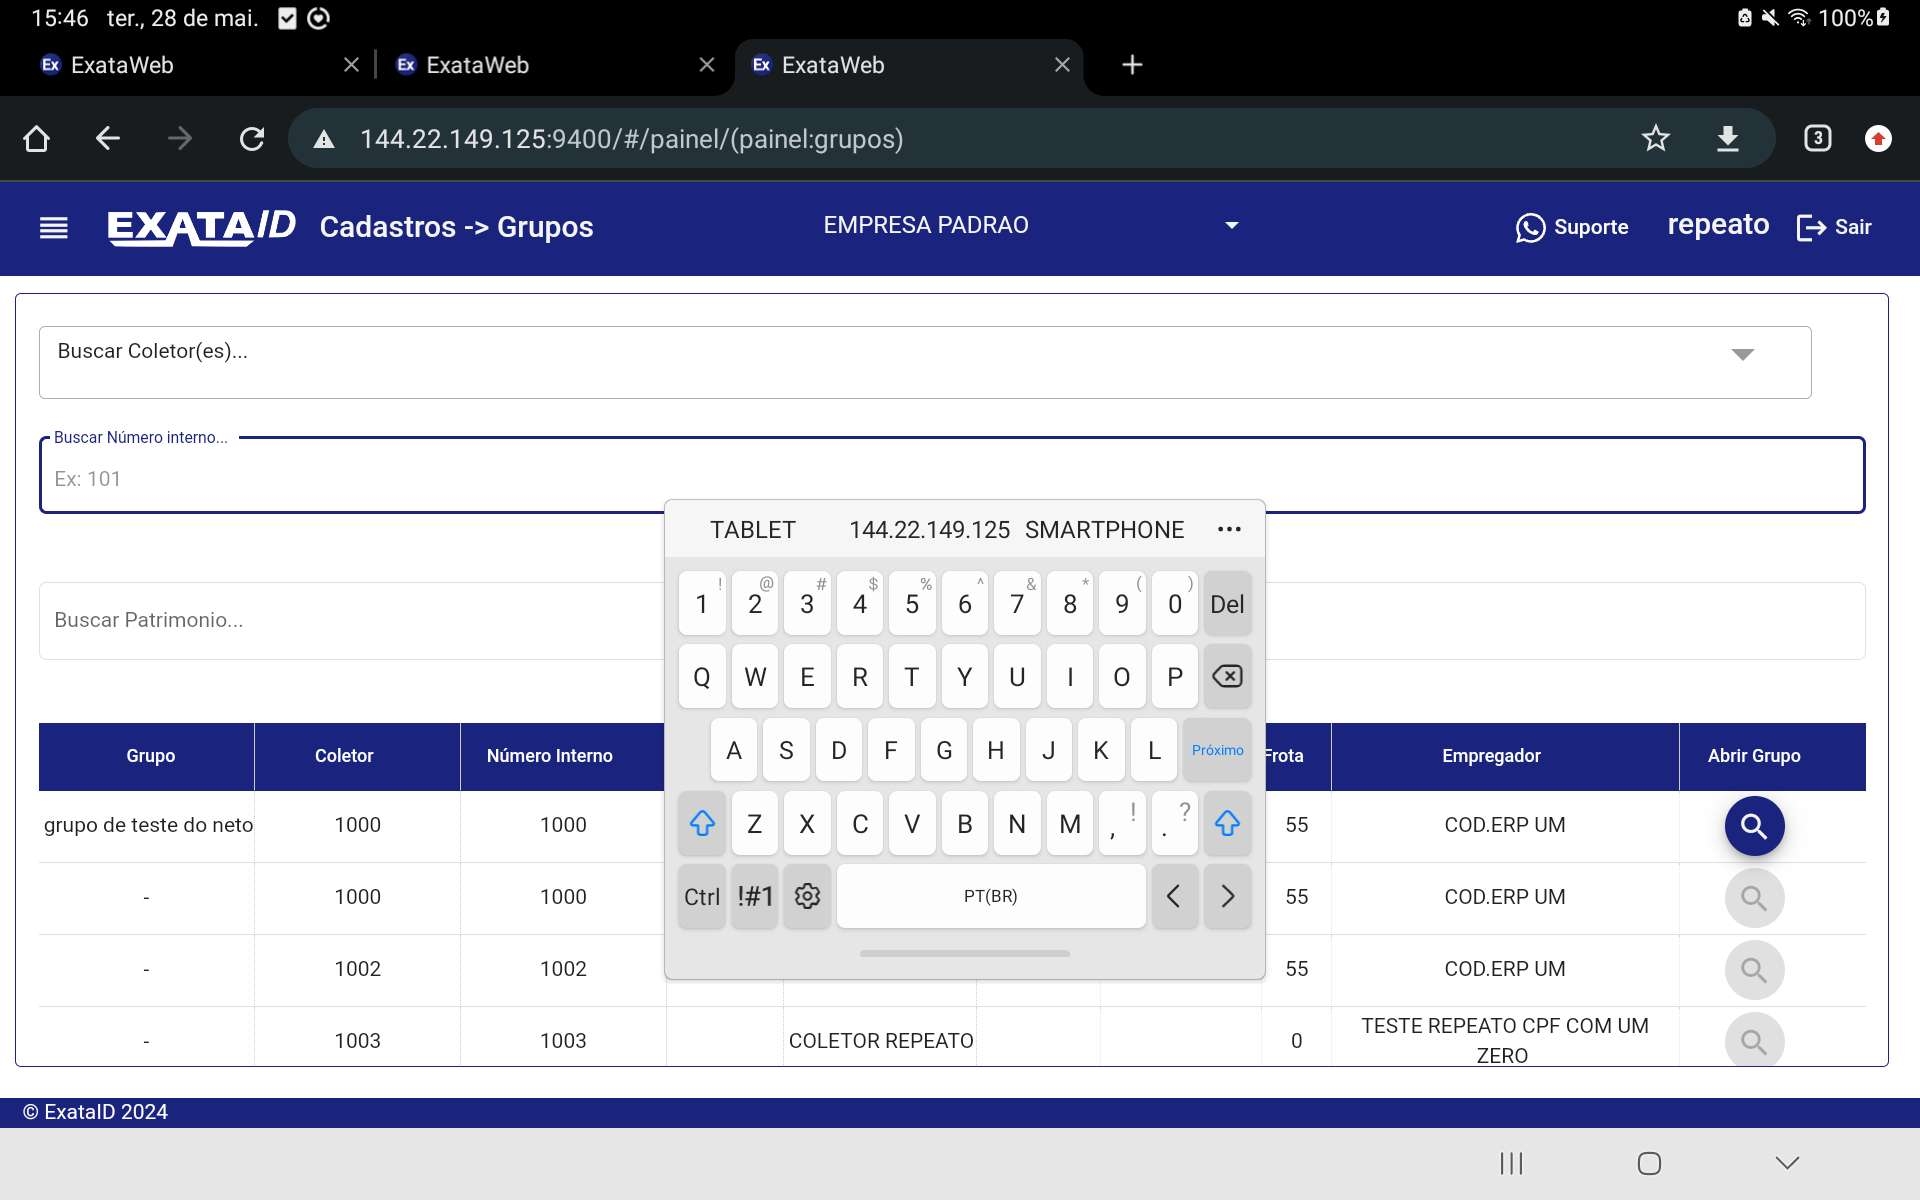 15:46 ter., 28 de mai.
100%
Ex ExataWeb
Ex ExataWeb
Ex ExataWeb
144.22.149.125:9400/#/painel/(painel:grupos)
3
EXATAID Cadastros -> Grupos
EMPRESA PADRAO
Suporte
repeato
Sair
Buscar Coletor(es)...
Buscar Número interno...
Ex: 101
Buscar Patrimonio...
TABLET 144.22.149.125 SMARTPHONE ...
! @ # $ % ^ & * ( )
1 2 3 4 5 6 7 8 9 0 Del
Q W E R T Y U I O P
A S D F G H J K L Próximo
Z X C V B N M , ! . ?
Ctrl !#1 PT(BR) < >
Grupo Coletor Número Interno Frota Empregador Abrir Grupo
grupo de teste do neto 1000 1000 55 COD.ERP UM
- 1000 1000 55 COD.ERP UM
- 1002 1002 55 COD.ERP UM
- 1003 1003 COLETOR REPEATO 0 TESTE REPEATO CPF COM UM
ZERO
© ExataID 2024